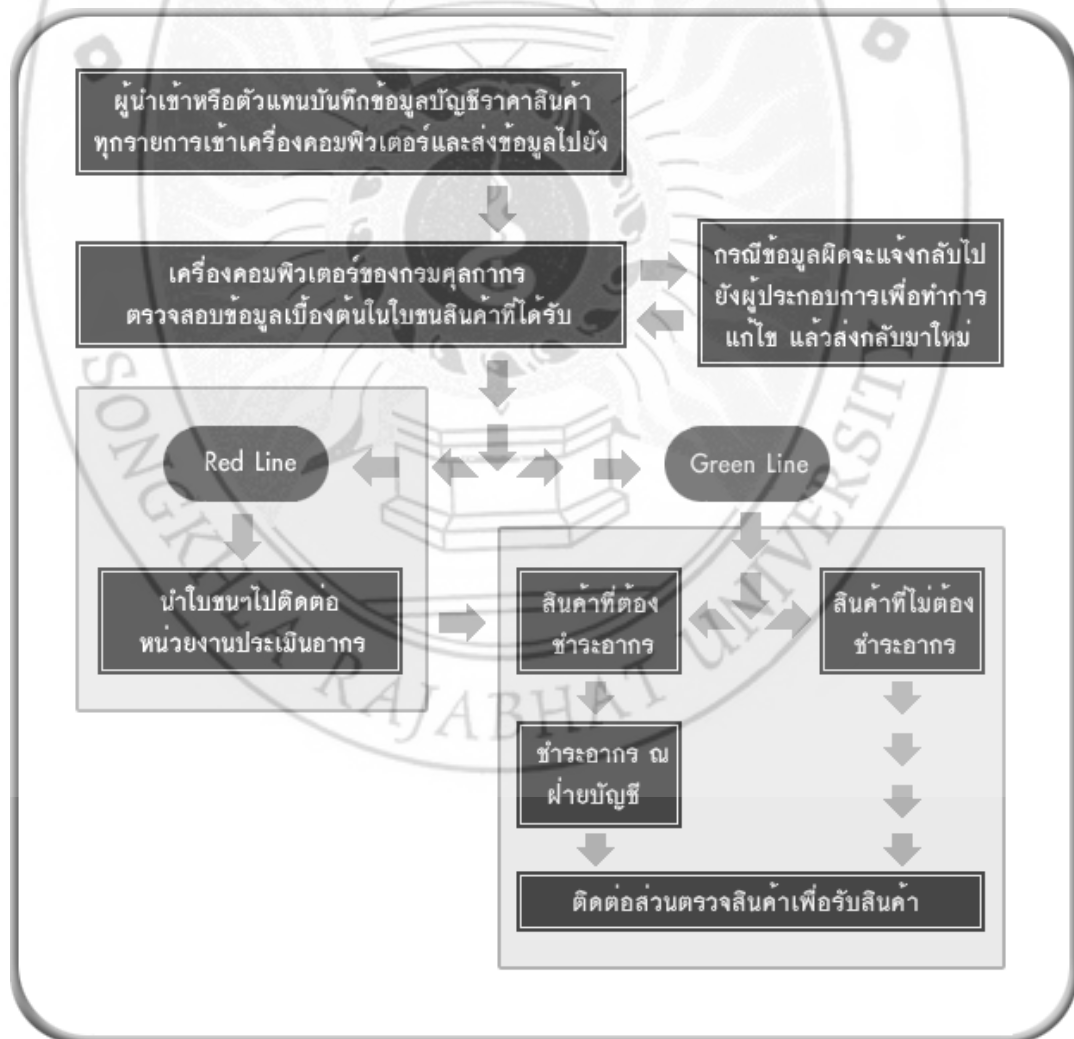 ผู้นำเข้าหรือตัวแทนบันทึกข้อมูลบัญชีราคาสินค้า
ทุกรายการเข้าเครื่องคอมพิวเตอร์และส่งข้อมูลไปยัง
เครื่องคอมพิวเตอร์ของกรมศุลกากร
ตรวจสอบข้อมูลเบื้องต้นในใบขนสินค้าที่ได้รับ
กรณีข้อมูลผิดจะแจ้งกลับไป
ยังผู้ประกอบการเพื่อทำการ
แก้ไข แล้วส่งกลับมาใหม่
Red Line
Green Line
นำใบขนฯไปติดต่อ
หน่วยงานประเมินอากร
สินค้าที่ต้อง
ชำระอากร
สินค้าที่ไม่ต้อง
ชำระอากร
ชำระอากร ณ
ฝ่ายบัญชี
ติดต่อส่วนตรวจสินค้าเพื่อรับสินค้า
SONGKHLA RAJABHAT UNIVERSITY